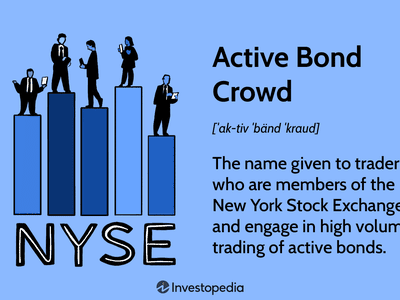 Active Bond
Crowd
['ak-tiv 'bänd 'kraud]
The name given to trader
who are members of the
New York Stock Exchange
and engage in high volum
trading of active bonds.
NYSE
Investopedia